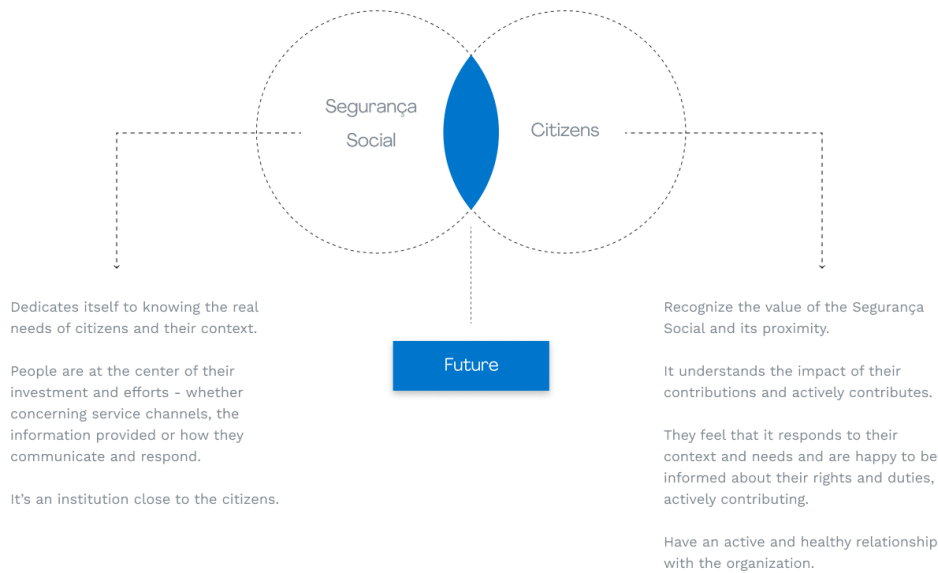 Segurança
Social
Citizens
Future
Dedicates itself to knowing the real
needs of citizens and their context.
People are at the center of their
investment and efforts - whether
concerning service channels, the
information provided or how they
communicate and respond.
It's an institution close to the citizens.
Recognize the value of the Segurança
Social and its proximity.
It understands the impact of their
contributions and actively contributes.
They feel that it responds to their
context and needs and are happy to be
informed about their rights and duties,
actively contributing.
Have an active and healthy relationship
with the organization.